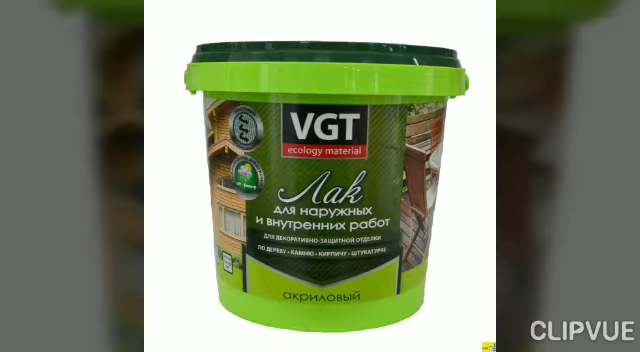 VGT
ecology material
Лак
для наружных
и внутренних работ
ДЛЯ ДЕКОРАТИВНО-ЗАЩИТНОЙ ОТДЕЛКИ
ПО ДЕРЕВУ • КАМНЮ • КИРПИЧУ • ШТУКАТУРКЕ
акриловый
CLIPVUE